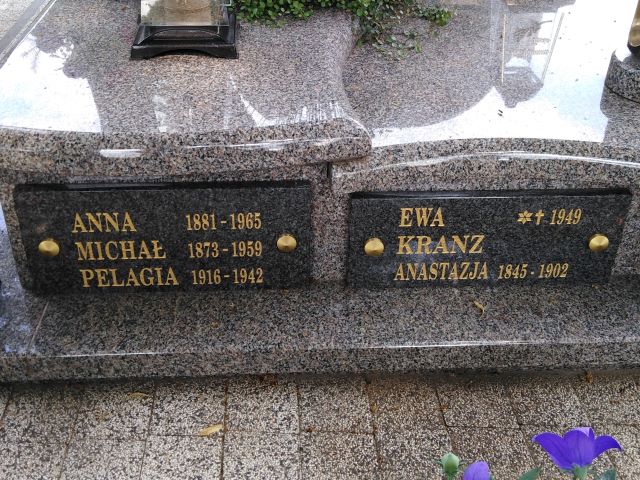 ANNA 1881-1965
MICHAŁ 1873-1959
PELAGIA 1916-1942
EWA ✲✝ 1949
KRANZ
ANASTAZJA 1845-1902